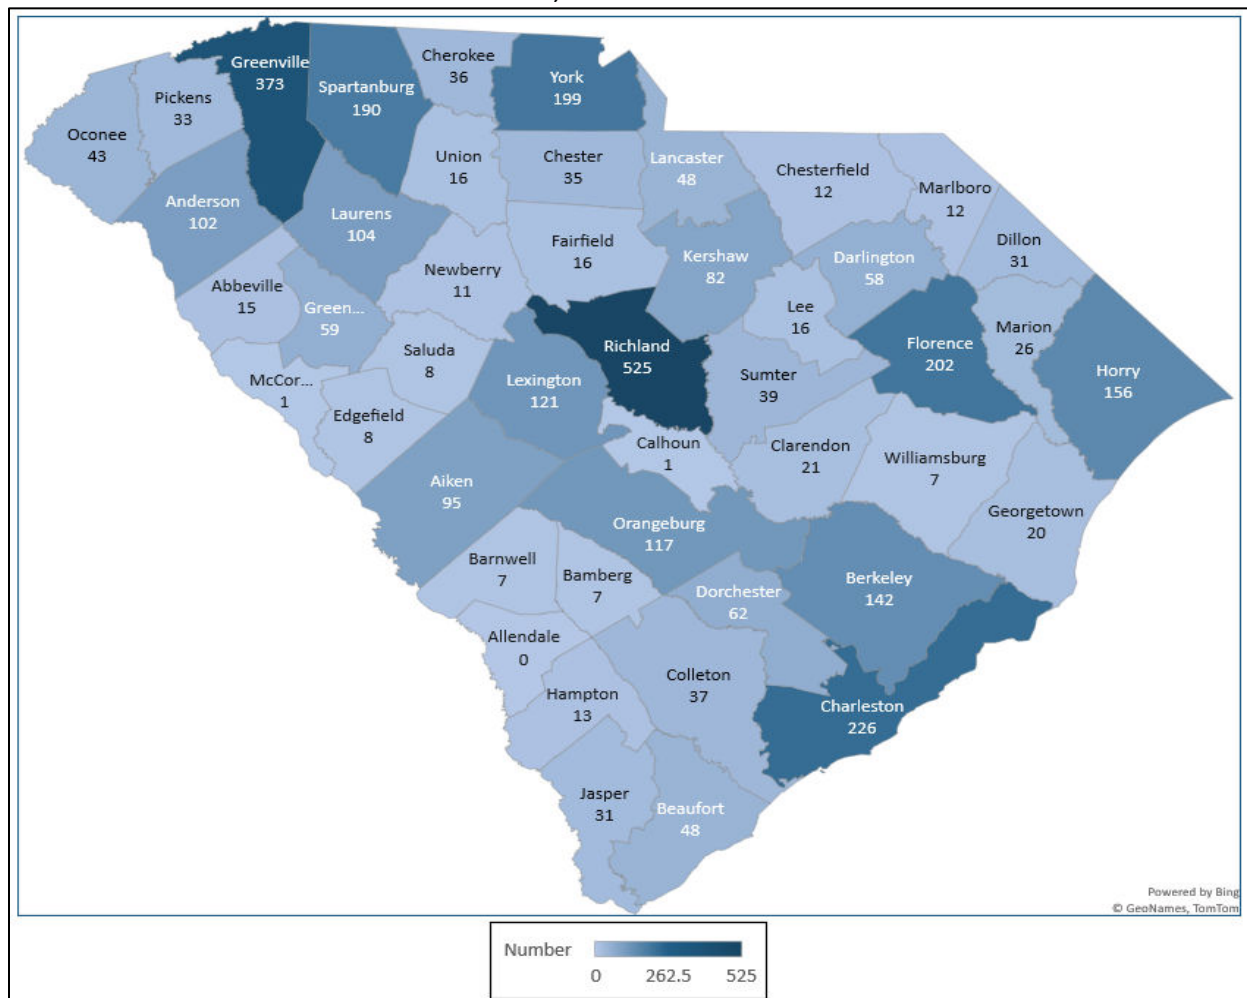 Cherokee
36
Greenville
373
York
199
Spartanburg
190
Pickens
33
Oconee
43
Union
16
Chester
35
Lancaster
48
Chesterfield
12
Marlboro
12
Anderson
102
Laurens
104
Fairfield
16
Kershaw
82
Darlington
58
Dillon
31
Newberry
11
Abbeville
15
Green...
59
Lee
16
Marion
26
Saluda
8
Richland
525
Florence
202
Horry
156
McCor...
1
Lexington
121
Sumter
39
Edgefield
8
Calhoun
1
Clarendon
21
Williamsburg
7
Aiken
95
Georgetown
20
Orangeburg
117
Barnwell
7
Bamberg
7
Dorchester
62
Berkeley
142
Allendale
0
Colleton
37
Hampton
13
Charleston
226
Jasper
31
Beaufort
48
Powered by Bing
© GeoNames, TomTom
Number
0 262.5 525